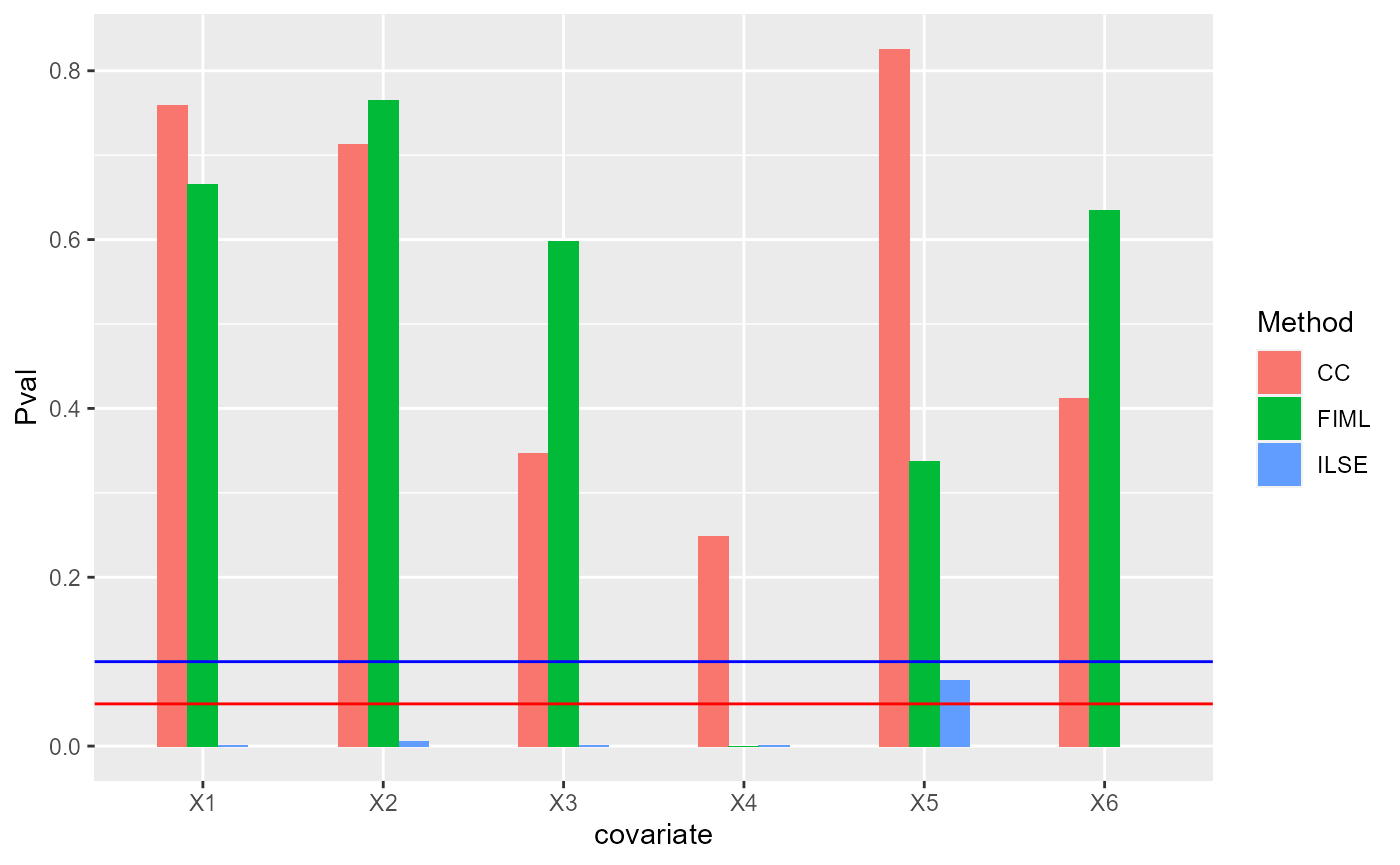 Pval
0.8
0.6
0.4
0.2
0.0
X1 X2 X3 X4 X5 X6
covariate
Method
CC
FIML
ILSE